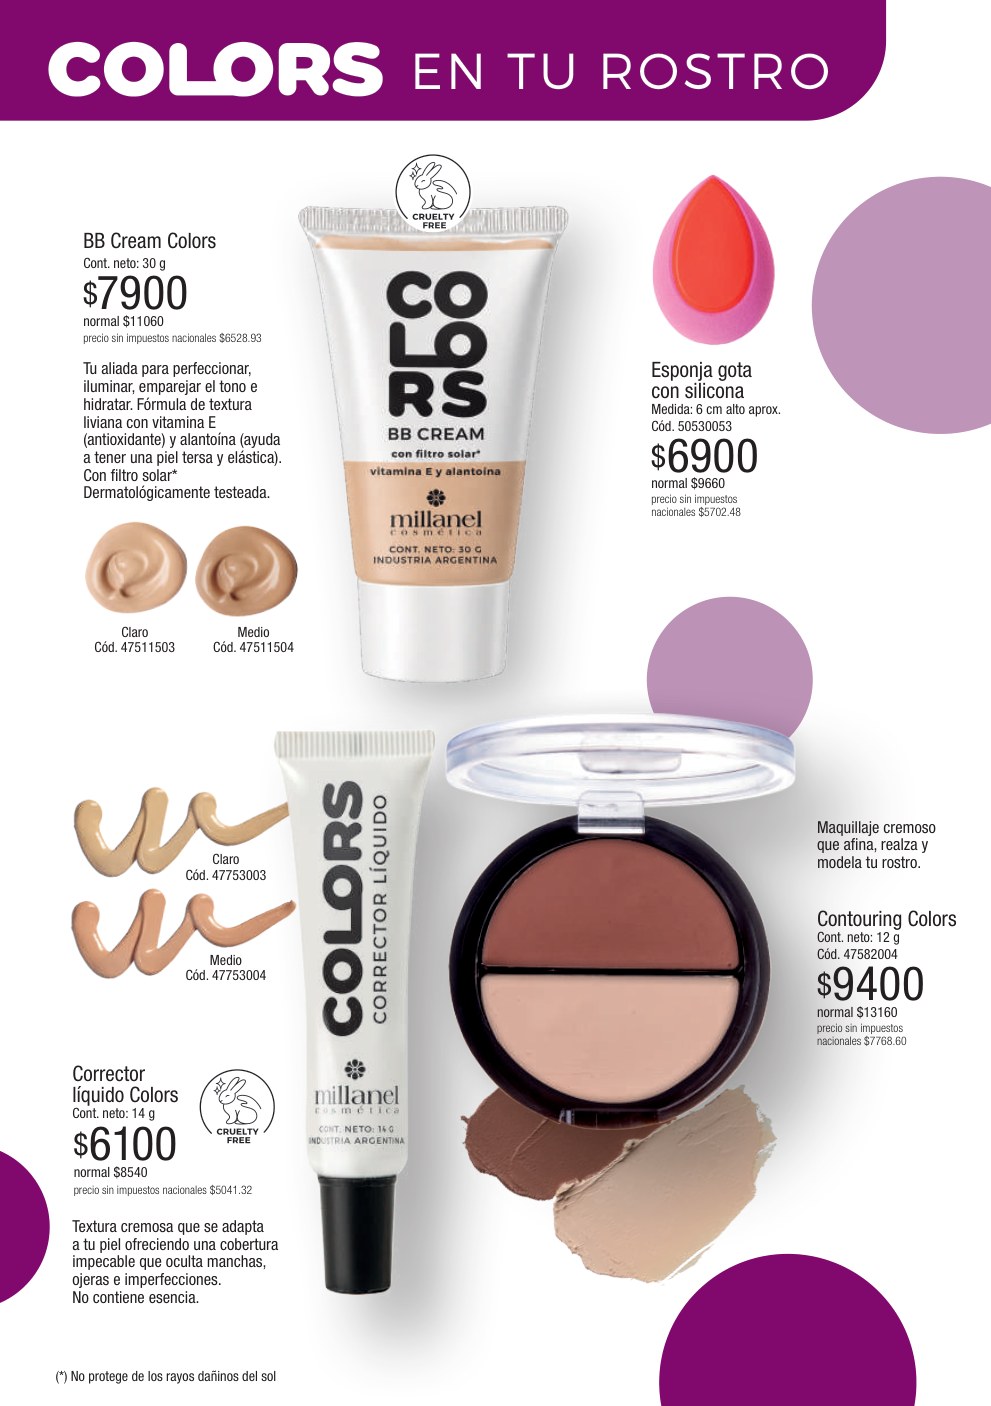 COLORS EN TU ROSTRO
CRUELTY
FREE
BB Cream Colors
Cont. neto: 30 g
$7900
normal $11060
precio sin impuestos nacionales $6528.93
Tu aliada para perfeccionar,
iluminar, emparejar el tono e
hidratar. Fórmula de textura
liviana con vitamina E
(antioxidante) y alantoína (ayuda
a tener una piel tersa y elástica).
Con filtro solar*
Dermatológicamente testeada.
Claro
Cód. 47511503
Medio
Cód. 47511504
CO
LO
RS
BB CREAM
con filtro solar*
vitamina E y alantoína
millanel
cosmética
CONT. NETO: 30 G
INDUSTRIA ARGENTINA
Esponja gota
con silicona
Medida: 6 cm alto aprox.
Cód. 50530053
$6900
normal $9660
precio sin impuestos
nacionales $5702.48
Claro
Cód. 47753003
Medio
Cód. 47753004
COLORS
CORRECTOR LÍQUIDO
millanel
cosmética
CONT. NETO: 14 G
INDUSTRIA ARGENTINA
Maquillaje cremoso
que afina, realza y
modela tu rostro.
Contouring Colors
Cont. neto: 12 g
Cód. 47582004
$9400
normal $13160
precio sin impuestos
nacionales $7768.60
Corrector
líquido Colors
Cont. neto: 14 g
$6100
normal $8540
precio sin impuestos nacionales $5041.32
CRUELTY
FREE
Textura cremosa que se adapta
a tu piel ofreciendo una cobertura
impecable que oculta manchas,
ojeras e imperfecciones.
No contiene esencia.
(*) No protege de los rayos dañinos del sol